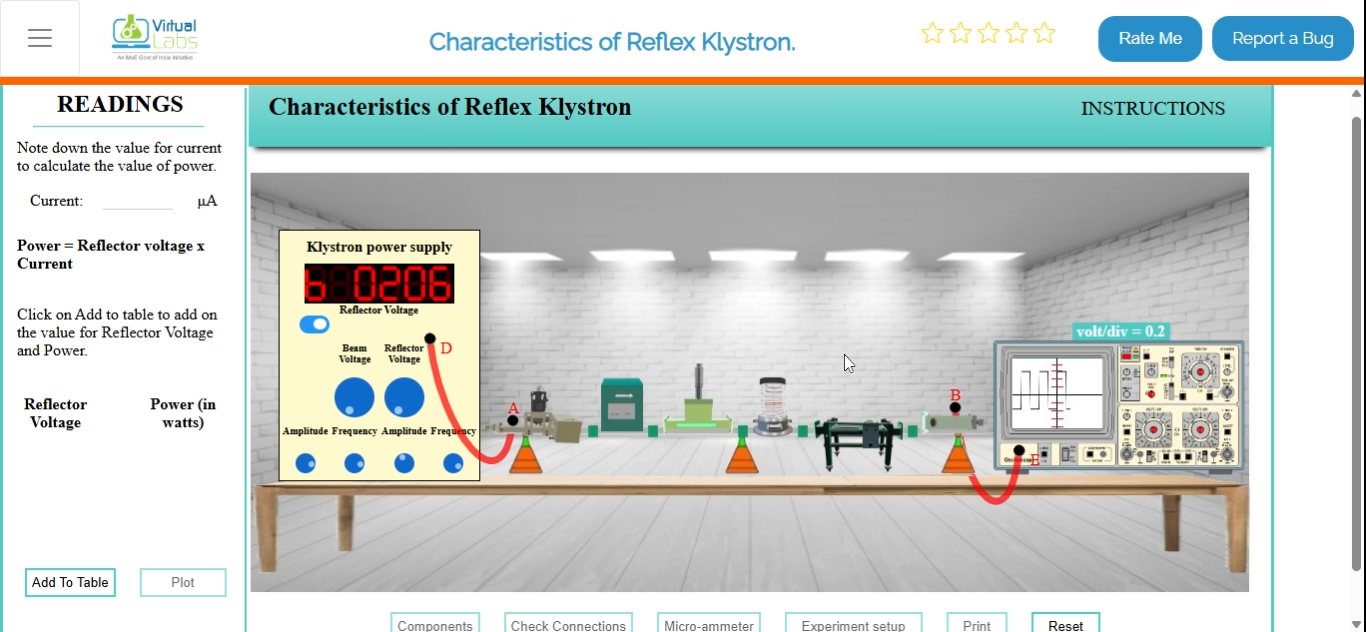 Virtual
Labs
An MoE Govt of India Initiative
Characteristics of Reflex Klystron.
Rate Me
Report a Bug
READINGS
Note down the value for current
to calculate the value of power.
Current:
µA
Power = Reflector voltage x
Current
Click on Add to table to add on
the value for Reflector Voltage
and Power.
Reflector
Voltage
Power (in
watts)
Add To Table
Plot
Characteristics of Reflex Klystron
INSTRUCTIONS
Klystron power supply
b 0206
Reflector Voltage
Beam
Voltage
Reflector
Voltage
D
Amplitude Frequency Amplitude Frequency
A
B
volt/div = 0.2
E
Components
Check Connections
Micro-ammeter
Experiment setup
Print
Reset